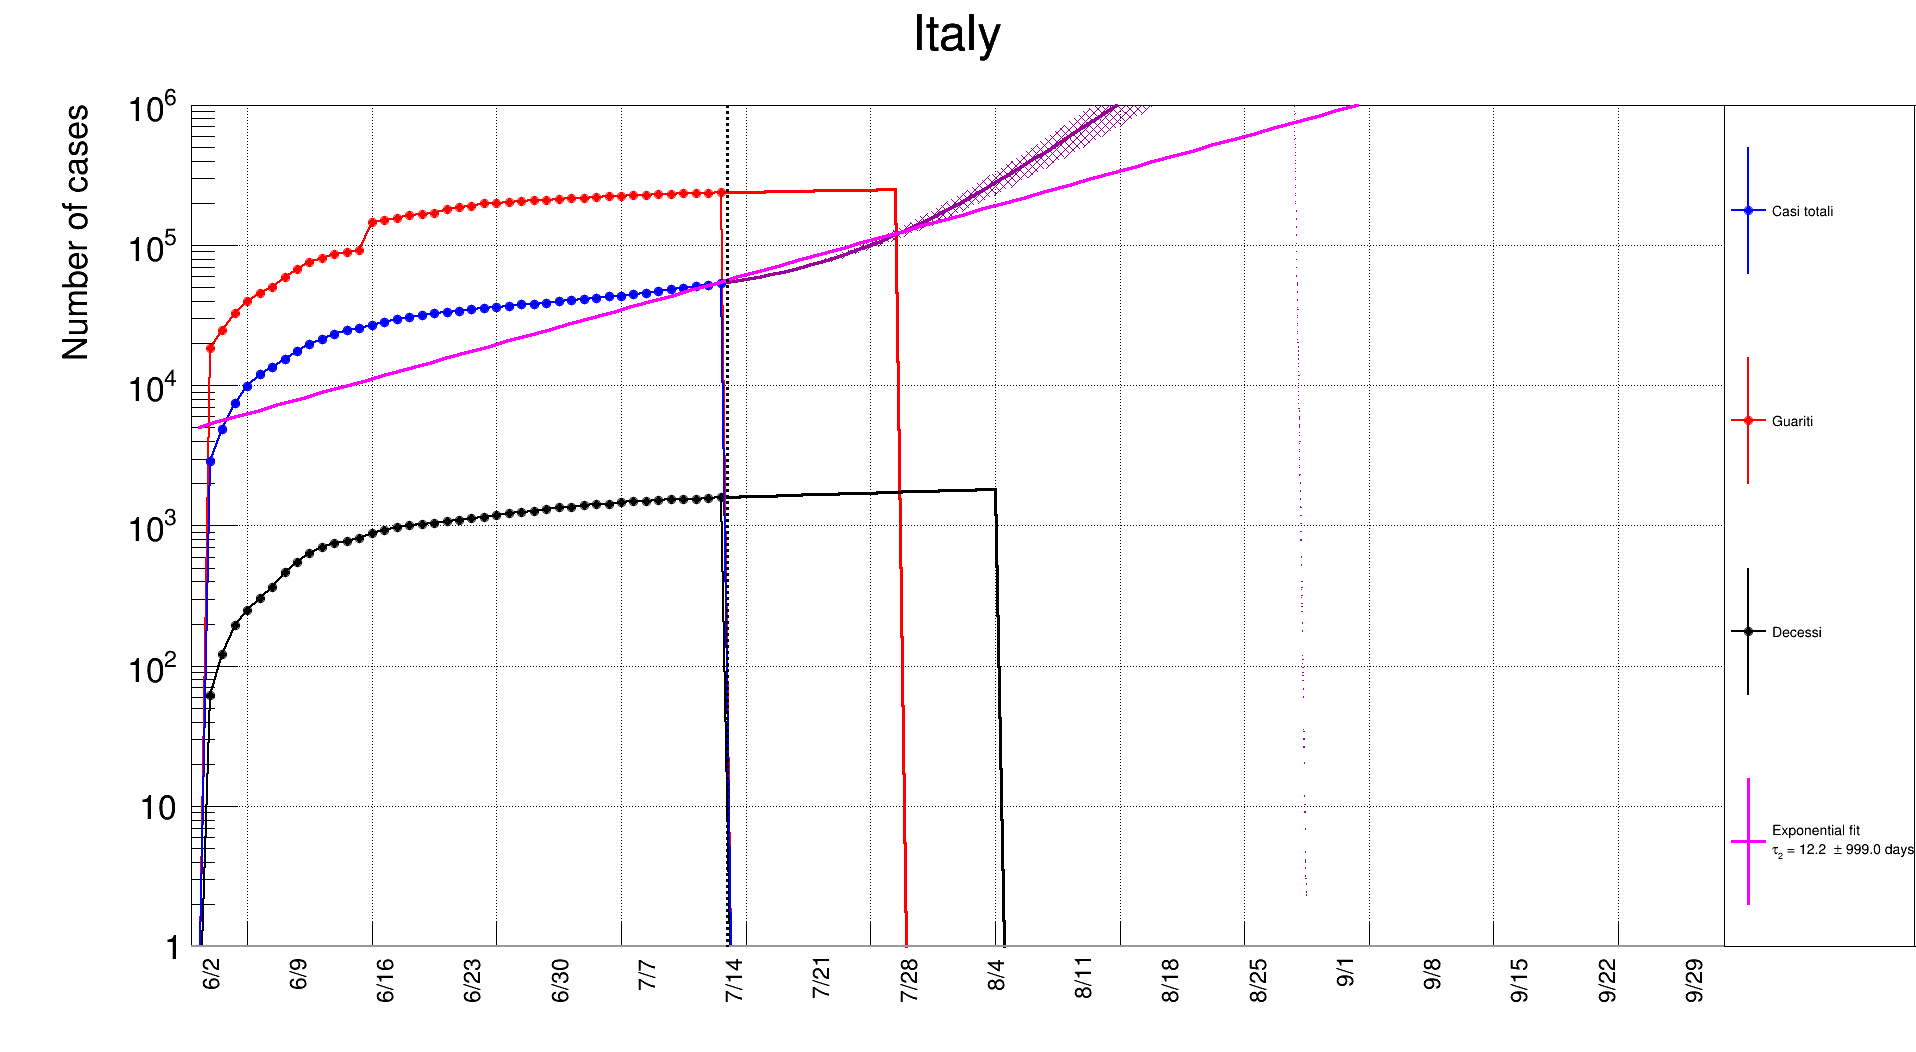 Italy
Number of cases
10^6
10^5
10^4
10^3
10^2
10
1
6/2 6/9 6/16 6/23 6/30 7/7 7/14 7/21 7/28 8/4 8/11 8/18 8/25 9/1 9/8 9/15 9/22 9/29
Casi totali
Guariti
Decessi
Exponential fit
τ₂ = 12.2 ± 999.0 days